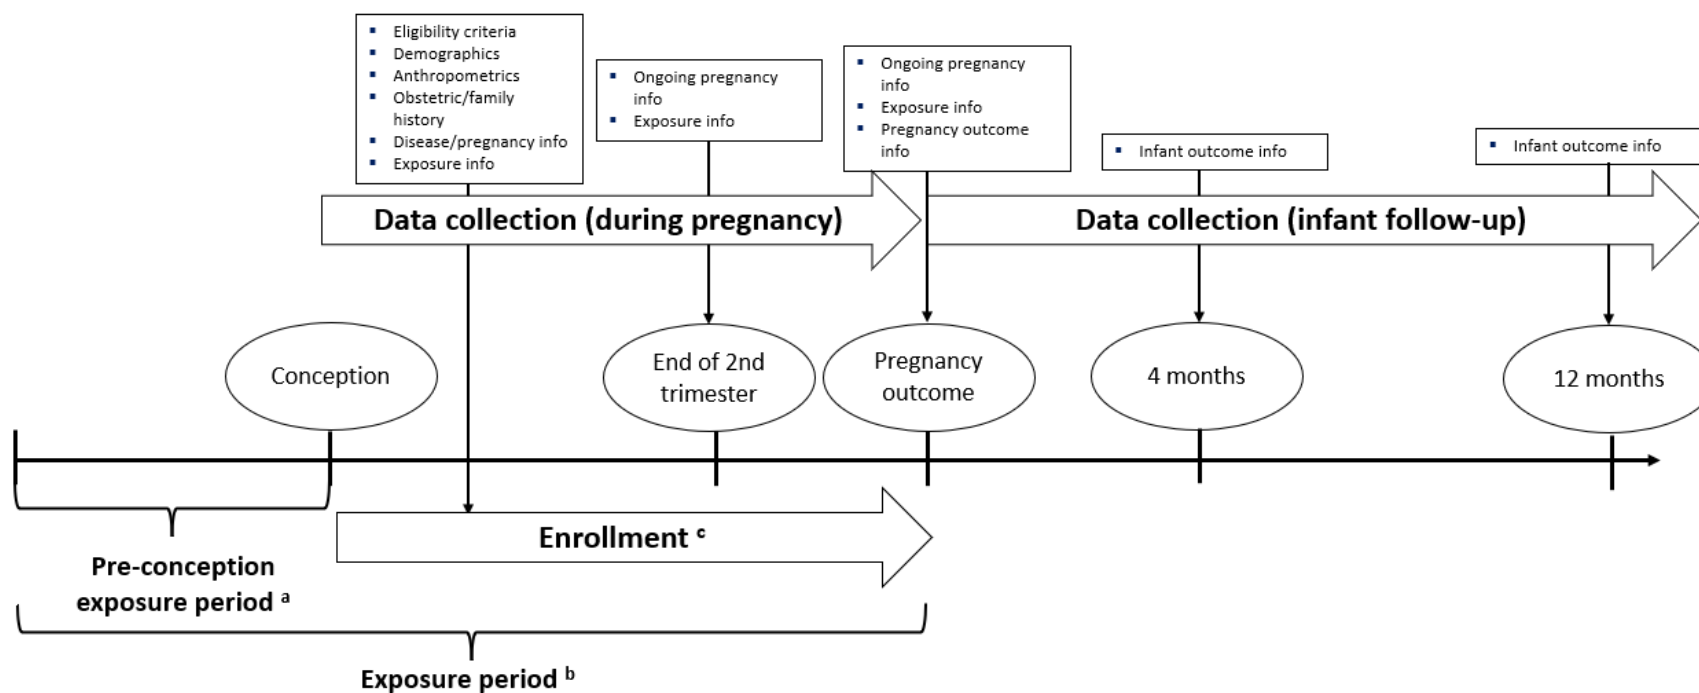 ▪ Eligibility criteria
▪ Demographics
▪ Anthropometrics
▪ Obstetric/family
history
▪ Disease/pregnancy info
▪ Exposure info
▪ Ongoing pregnancy
info
▪ Exposure info
▪ Ongoing pregnancy
info
▪ Exposure info
▪ Pregnancy outcome
info
▪ Infant outcome info
▪ Infant outcome info
Data collection (during pregnancy)
Data collection (infant follow-up)
Conception
End of 2nd
trimester
Pregnancy
outcome
4 months
12 months
Enrollment c
Pre-conception
exposure period a
Exposure period b